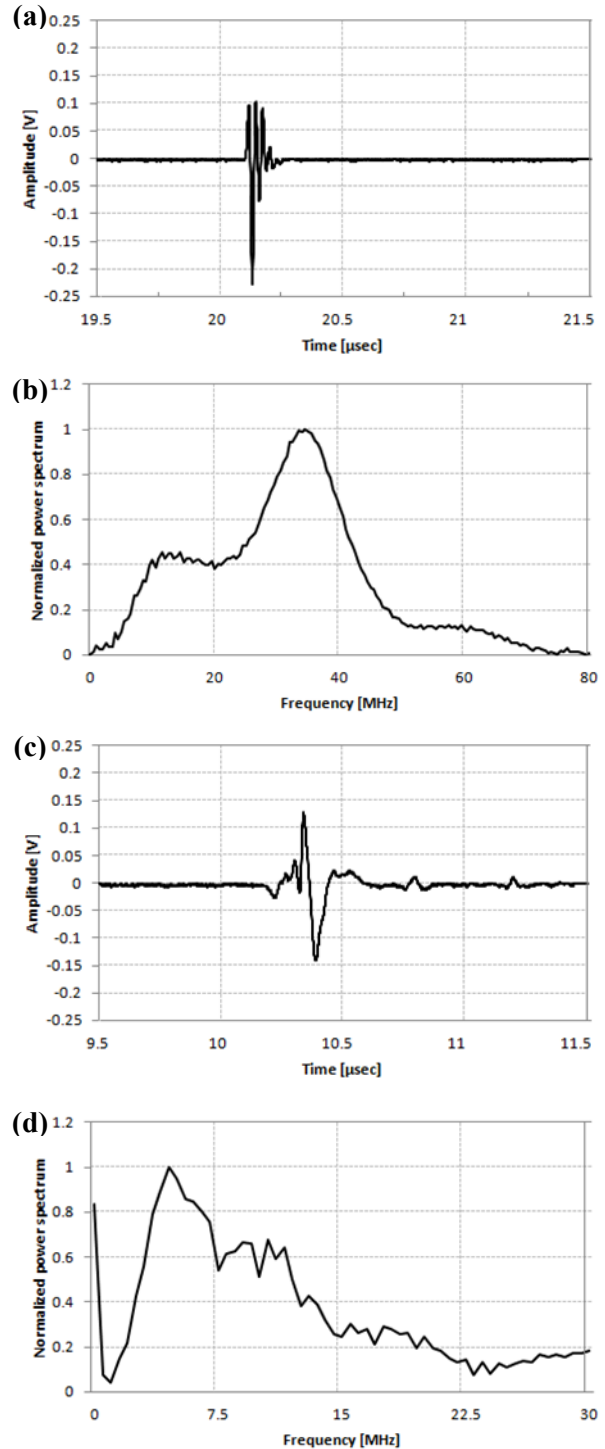 (a)
0.25
0.2
0.15
0.1
0.05
0
-0.05
-0.1
-0.15
-0.2
-0.25
Amplitude [V]
19.5 20 20.5 21 21.5
Time [µsec]
(b)
1.2
1
0.8
0.6
0.4
0.2
0
Normalized power spectrum
0 20 40 60 80
Frequency [MHz]
(c)
0.25
0.2
0.15
0.1
0.05
0
-0.05
-0.1
-0.15
-0.2
-0.25
Amplitude [V]
9.5 10 10.5 11 11.5
Time [µsec]
(d)
1.2
1
0.8
0.6
0.4
0.2
0
Normalized power spectrum
0 7.5 15 22.5 30
Frequency [MHz]